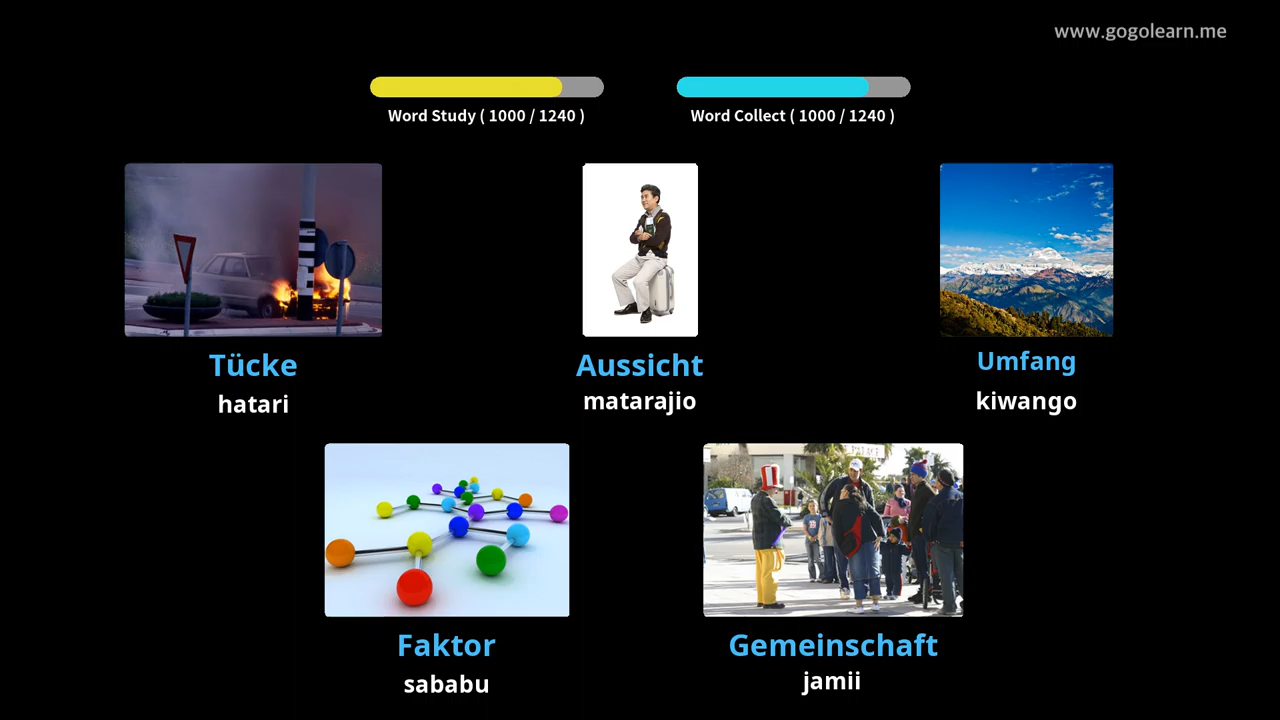 www.gogolearn.me
Word Study ( 1000 / 1240 )
Word Collect ( 1000 / 1240 )
Tücke
hatari
Aussicht
matarajio
Umfang
kiwango
Faktor
sababu
Gemeinschaft
jamii